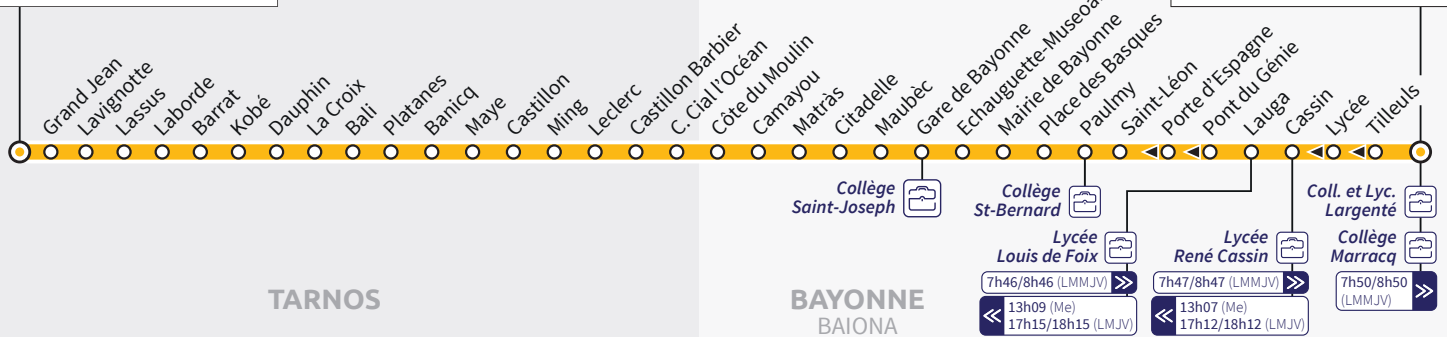 Grand Jean
Lavignotte
Lassus
Laborde
Barrat
Kobé
Dauphin
La Croix
Bali
Platanes
Banicq
Maye
Castillon
Ming
Leclerc
Castillon Barbier
C. Cial l'Océan
Côte du Moulin
Camayou
Matràs
Citadelle
Maubèc
Gare de Bayonne
Echauguette-Museoa
Mairie de Bayonne
Place des Basques
Paulmy
Saint-Léon
Porte d'Espagne
Pont du Génie
Lauga
Cassin
Lycée
Tilleuls
Collège
Saint-Joseph
Collège
St-Bernard
Coll. et Lyc.
Largenté
Lycée
Louis de Foix
Lycée
René Cassin
Collège
Marracq
7h46/8h46 (LMMJV)
13h09 (Me)
17h15/18h15 (LMJV)
7h47/8h47 (LMMJV)
13h07 (Me)
17h12/18h12 (LMJV)
7h50/8h50
(LMMJV)
TARNOS
BAYONNE
BAIONA